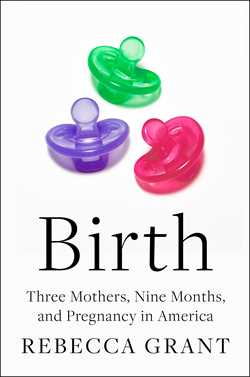 Birth
Three Mothers, Nine Months,
and Pregnancy in America
REBECCA GRANT